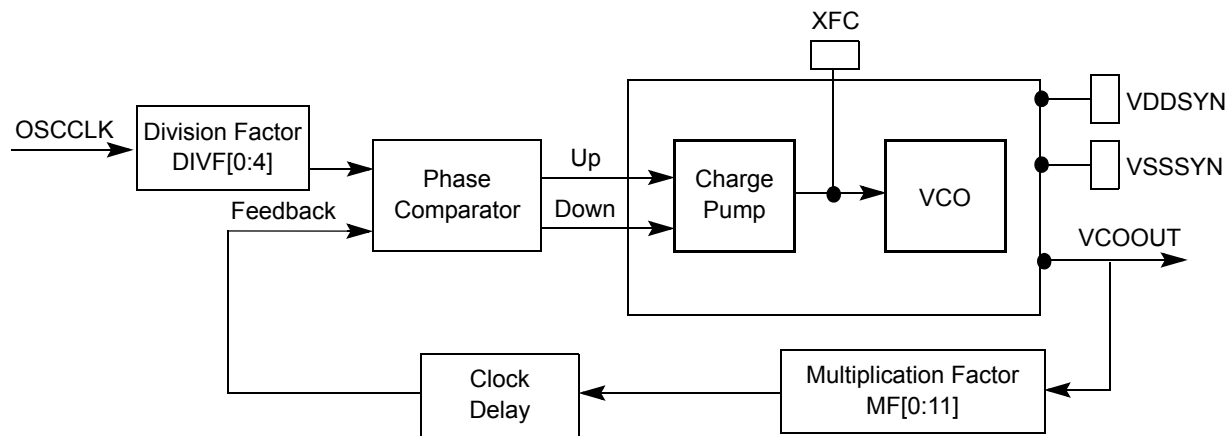 XFC
VDDSYN
OSCCLK
Division Factor
DIVF[0:4]
VSSSYN
Up
Phase
Comparator
Charge
Pump
VCO
Feedback
Down
VCOOUT
Clock
Delay
Multiplication Factor
MF[0:11]